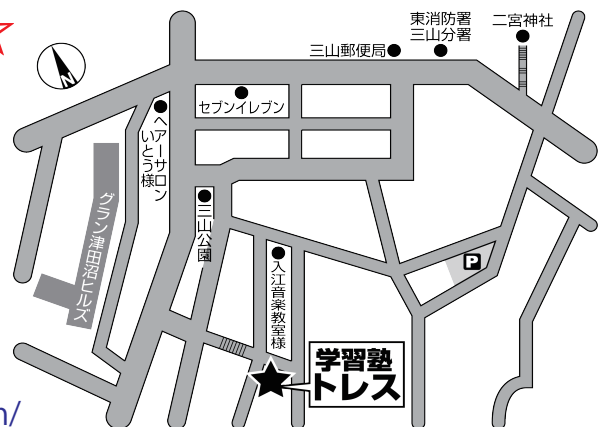 東消防署
三山分署
二宮神社
三山郵便局
N
セブンイレブン
ヘアーサロン
いとう様
グラン津田沼ヒルズ
三山公園
入江音楽教室様
P
学習塾
トレス
n/